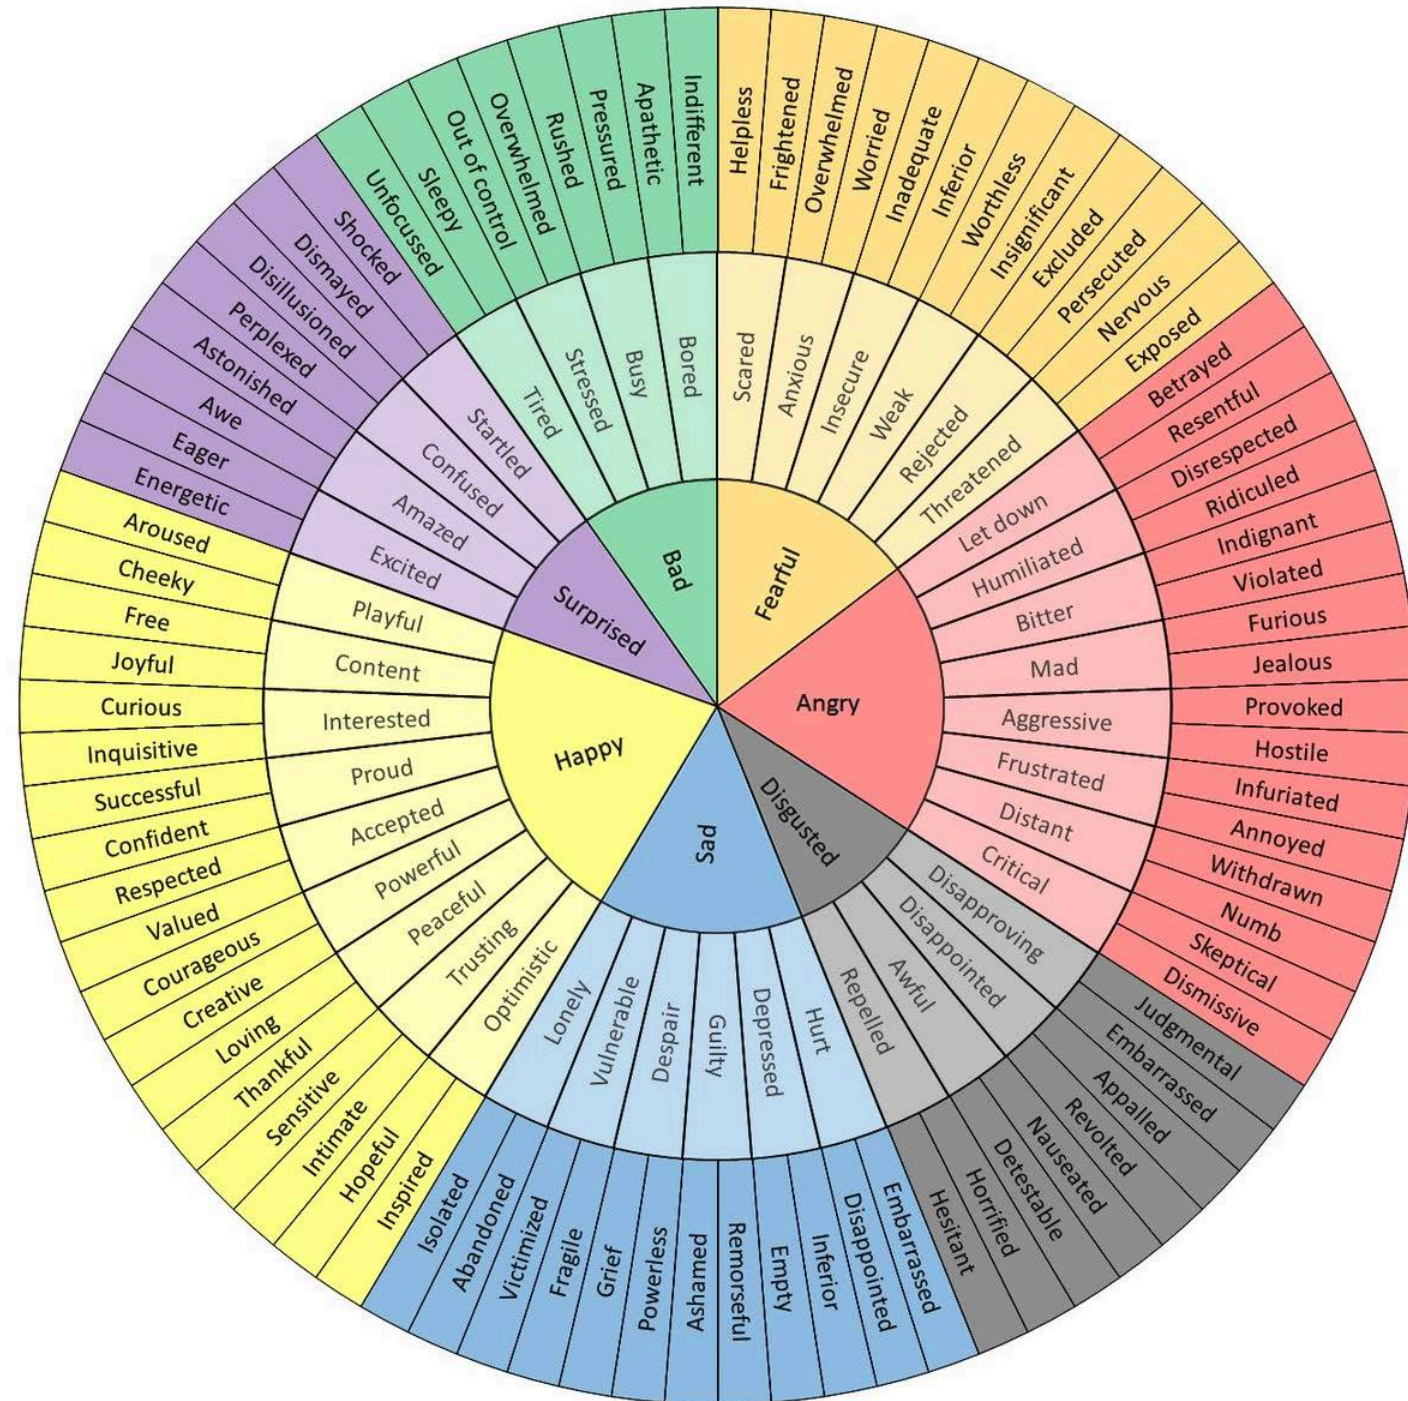 Fearful
Angry
Disgusted
Sad
Happy
Surprised
Bad
Scared
Anxious
Insecure
Weak
Rejected
Threatened
Let down
Humiliated
Bitter
Mad
Aggressive
Frustrated
Distant
Critical
Disapproving
Disappointed
Awful
Repelled
Hurt
Depressed
Guilty
Despair
Vulnerable
Lonely
Optimistic
Trusting
Peaceful
Powerful
Accepted
Proud
Interested
Content
Playful
Excited
Amazed
Confused
Startled
Tired
Stressed
Busy
Bored
Helpless
Frightened
Overwhelmed
Worried
Inadequate
Inferior
Worthless
Insignificant
Excluded
Persecuted
Nervous
Exposed
Betrayed
Resentful
Disrespected
Ridiculed
Indignant
Violated
Furious
Jealous
Provoked
Hostile
Infuriated
Annoyed
Withdrawn
Numb
Skeptical
Dismissive
Judgmental
Embarrassed
Appalled
Revolted
Nauseated
Detestable
Horrified
Hesitant
Embarrassed
Disappointed
Inferior
Empty
Remorseful
Ashamed
Powerless
Grief
Fragile
Victimized
Abandoned
Isolated
Inspired
Hopeful
Intimate
Sensitive
Thankful
Loving
Creative
Courageous
Valued
Respected
Confident
Successful
Inquisitive
Curious
Joyful
Free
Cheeky
Aroused
Energetic
Eager
Awe
Astonished
Perplexed
Disillusioned
Dismayed
Shocked
Unfocussed
Sleepy
Out of control
Overwhelmed
Rushed
Pressured
Apathetic
Indifferent